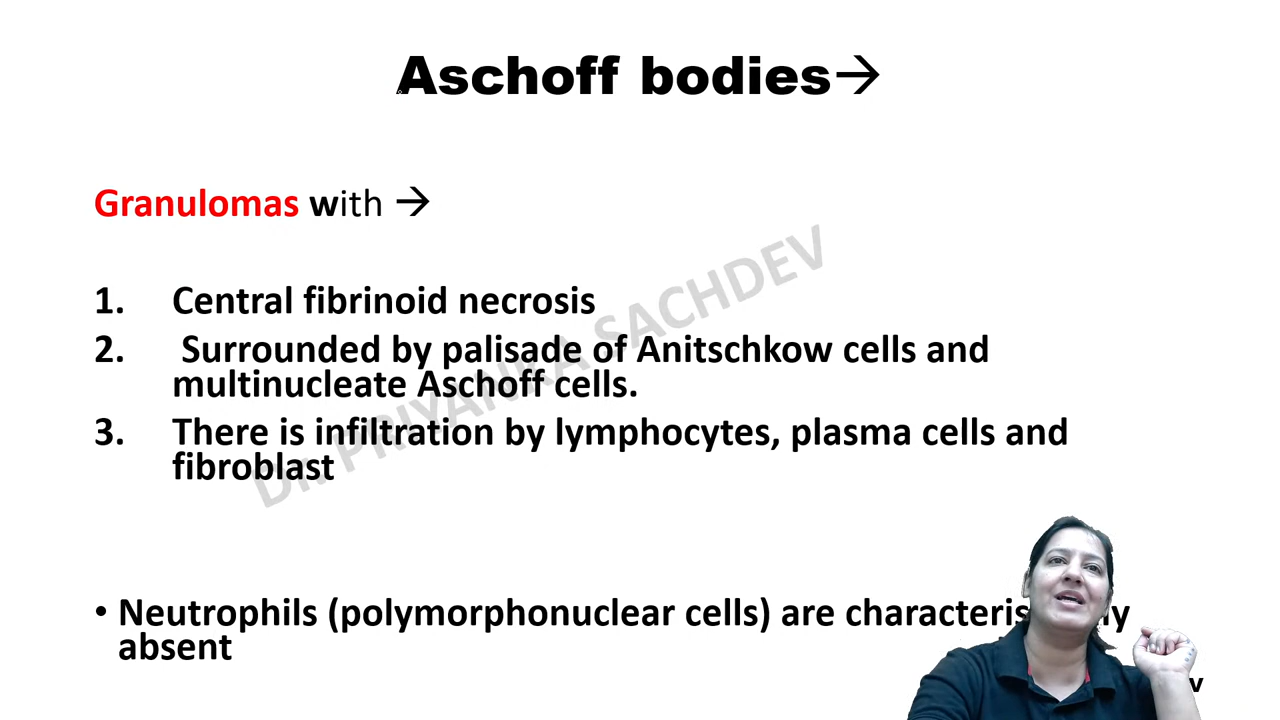 Aschoff bodies→
Granulomas with →
1. Central fibrinoid necrosis
2. Surrounded by palisade of Anitschkow cells and
multinucleate Aschoff cells.
3. There is infiltration by lymphocytes, plasma cells and
fibroblast
Dr. PRIYANKA SACHDEV
• Neutrophils (polymorphonuclear cells) are
absent